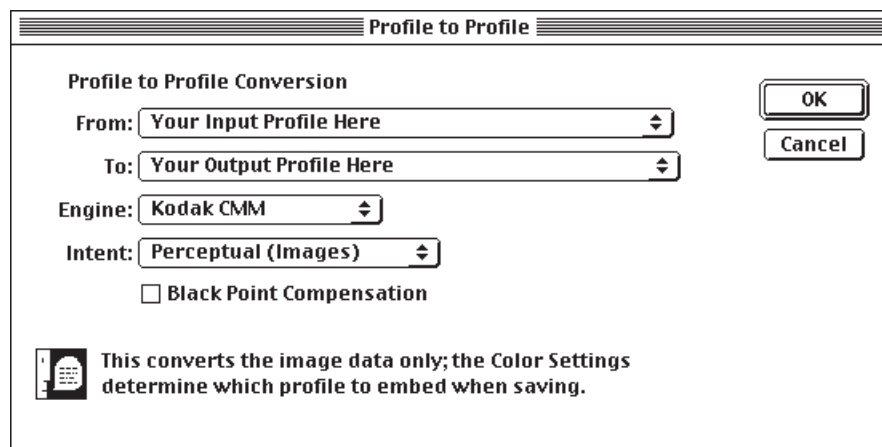 Profile to Profile
Profile to Profile Conversion
From: Your Input Profile Here
To: Your Output Profile Here
Engine: Kodak CMM
Intent: Perceptual (Images)
Black Point Compensation
OK
Cancel
This converts the image data only; the Color Settings
determine which profile to embed when saving.